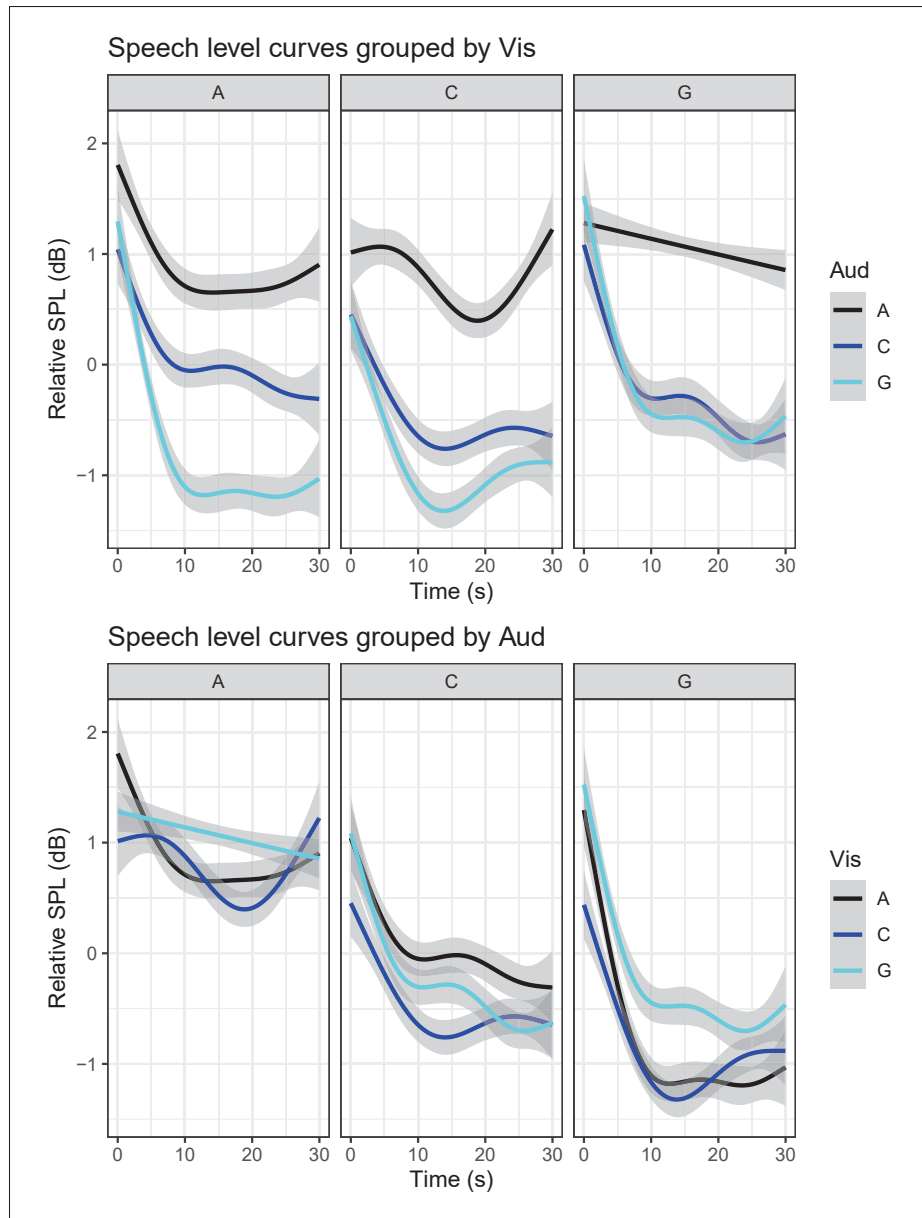 Speech level curves grouped by Vis
A C G
2
1
0
−1
Relative SPL (dB)
0 10 20 30 0 10 20 30 0 10 20 30
Time (s)
Aud
A
C
G
Speech level curves grouped by Aud
A C G
2
1
0
−1
Relative SPL (dB)
0 10 20 30 0 10 20 30 0 10 20 30
Time (s)
Vis
A
C
G